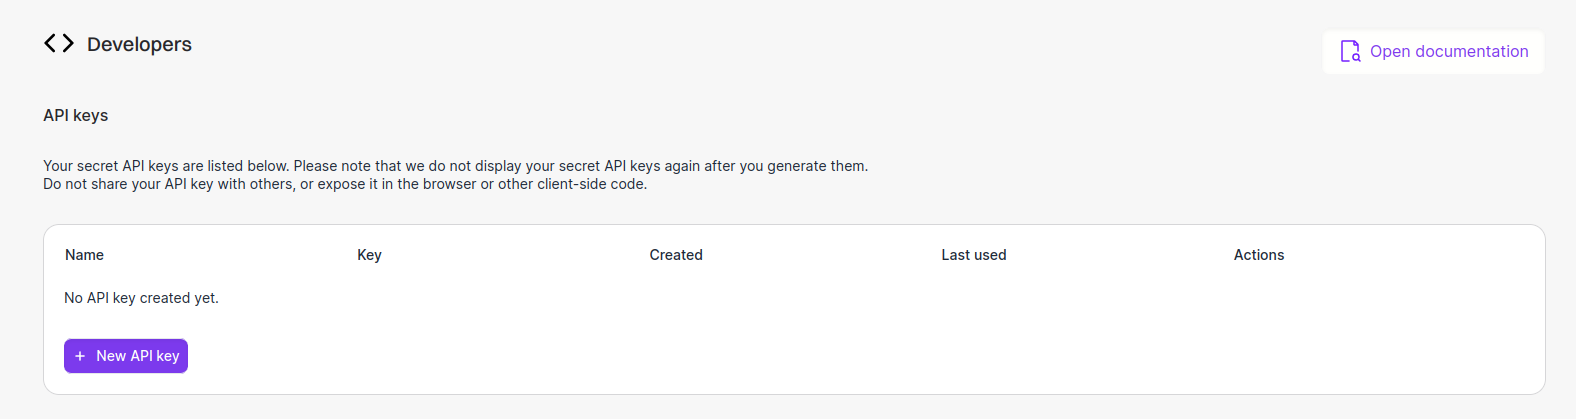 Developers
Open documentation
API keys
Your secret API keys are listed below. Please note that we do not display your secret API keys again after you generate them.
Do not share your API key with others, or expose it in the browser or other client-side code.
Name Key Created Last used Actions
No API key created yet.
+ New API key